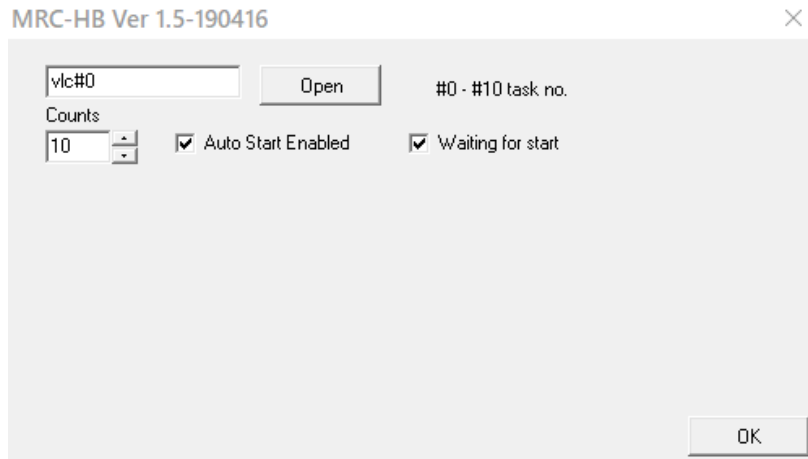 MRC-HB Ver 1.5-190416
vlc#0
Open
#0 - #10 task no.
Counts
10
Auto Start Enabled
Waiting for start
OK